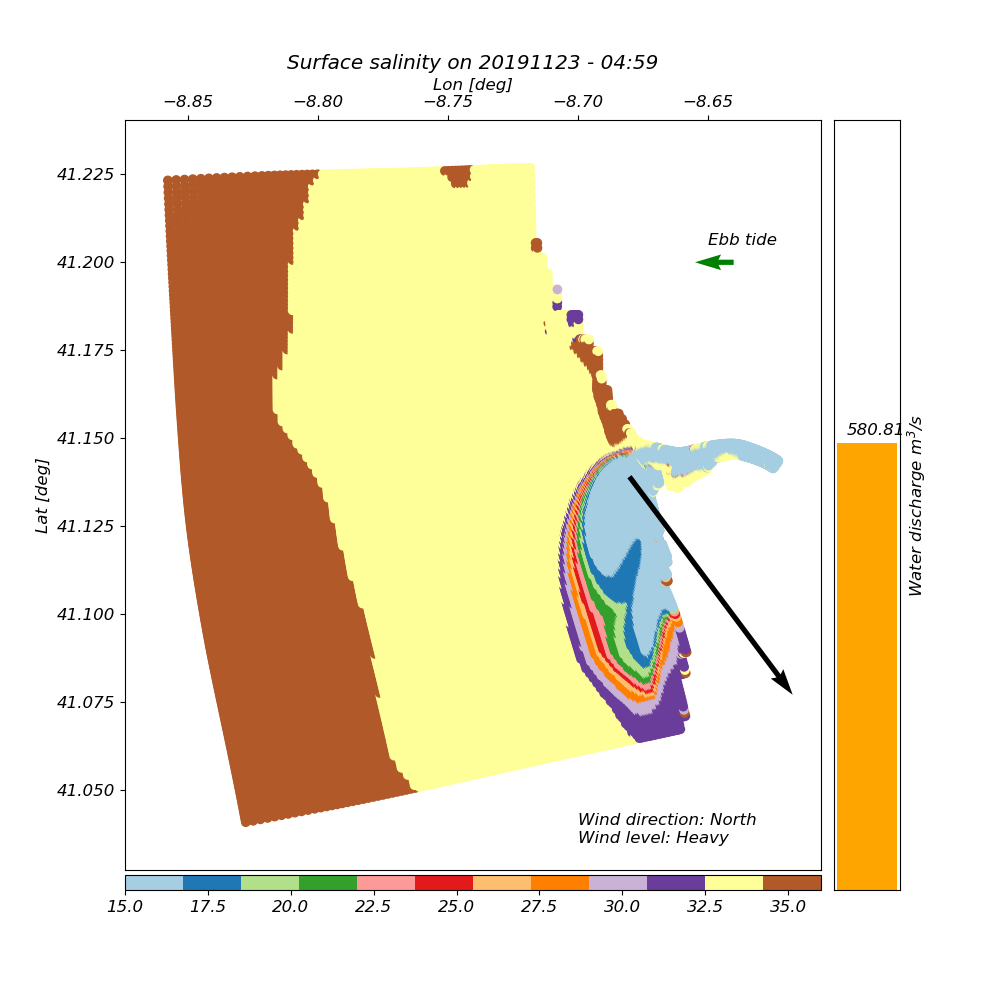 Surface salinity on 20191123 - 04:59
Lon [deg]
−8.85 −8.80 −8.75 −8.70 −8.65
41.225
41.200
41.175
41.150
41.125
41.100
41.075
41.050
Lat [deg]
Ebb tide
Wind direction: North
Wind level: Heavy
580.81
Water discharge m³/s
15.0 17.5 20.0 22.5 25.0 27.5 30.0 32.5 35.0